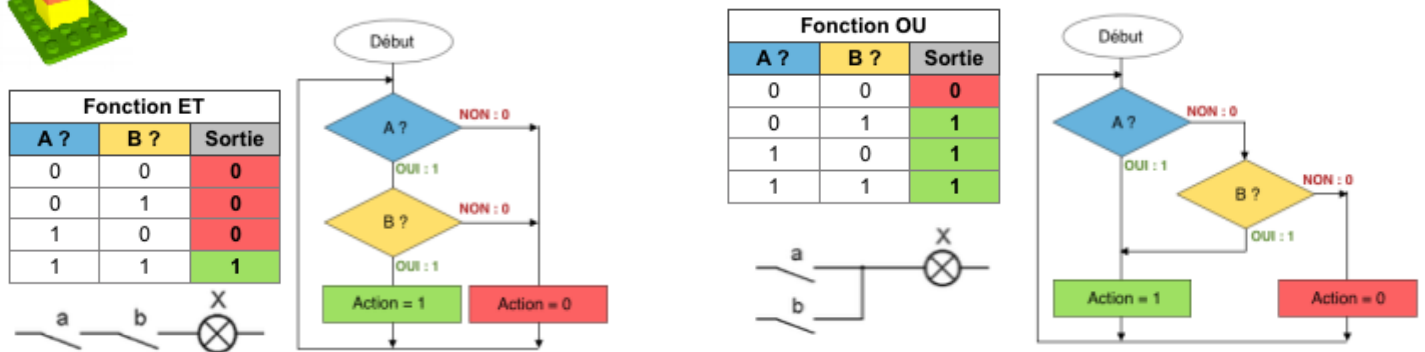 Fonction ET
A ? B ? Sortie
0 0 0
0 1 0
1 0 0
1 1 1
a b X
Début
A ?
NON : 0
OUI : 1
B ?
NON : 0
OUI : 1
Action = 1
Action = 0
Fonction OU
A ? B ? Sortie
0 0 0
0 1 1
1 0 1
1 1 1
a
X
b
Début
A ?
NON : 0
OUI : 1
B ?
NON : 0
OUI : 1
Action = 1
Action = 0